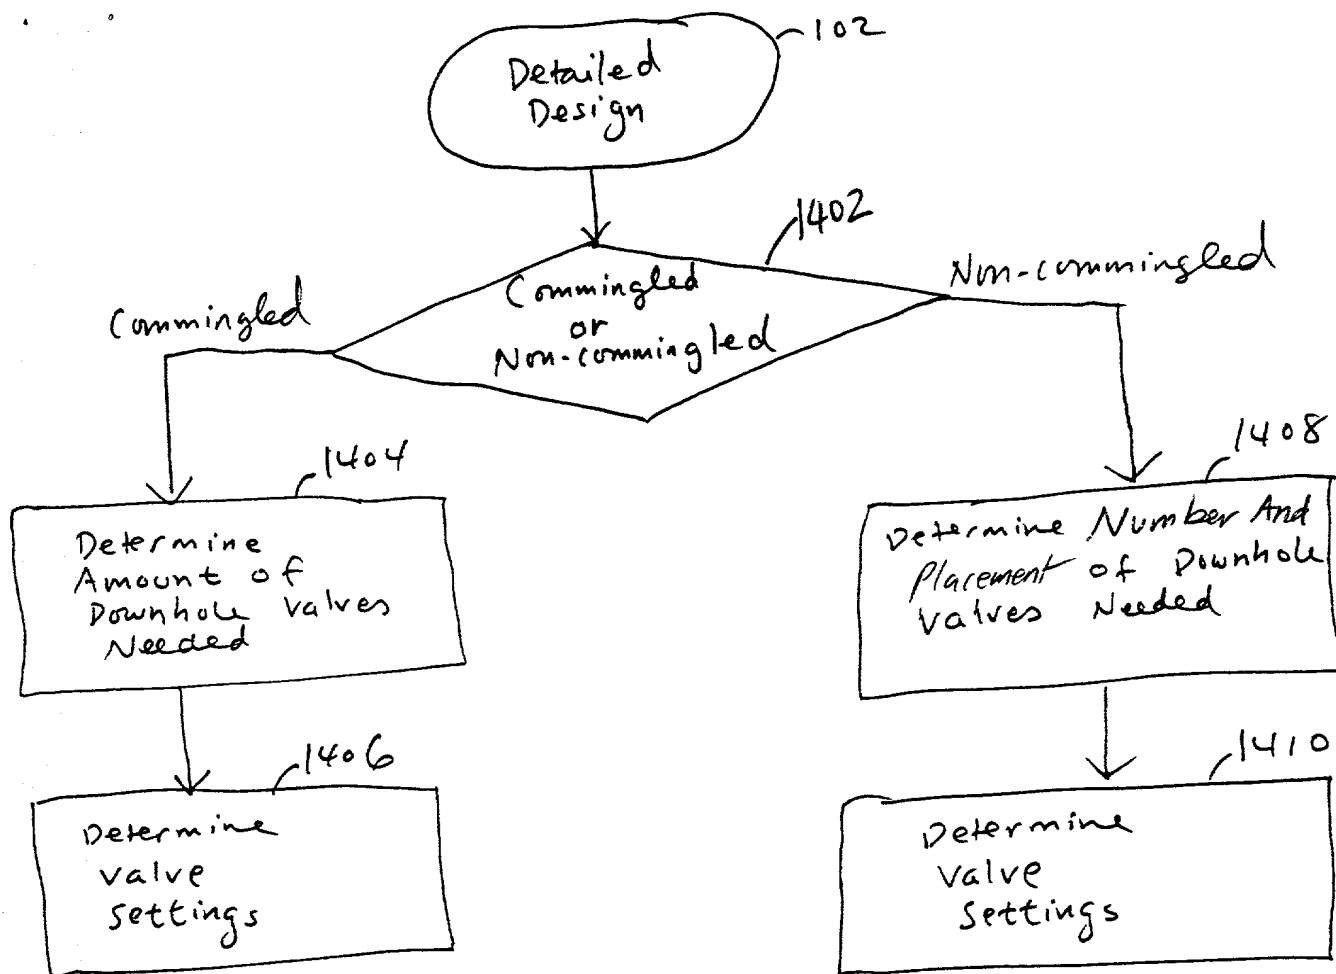 Detailed
Design
102
1402
Commingled
or
Non-commingled
Commingled
Non-commingled
1404
Determine
Amount of
Downhole Valves
Needed
1408
Determine Number And
Placement of Downhole
Valves Needed
1406
Determine
Valve
Settings
1410
Determine
Valve
Settings